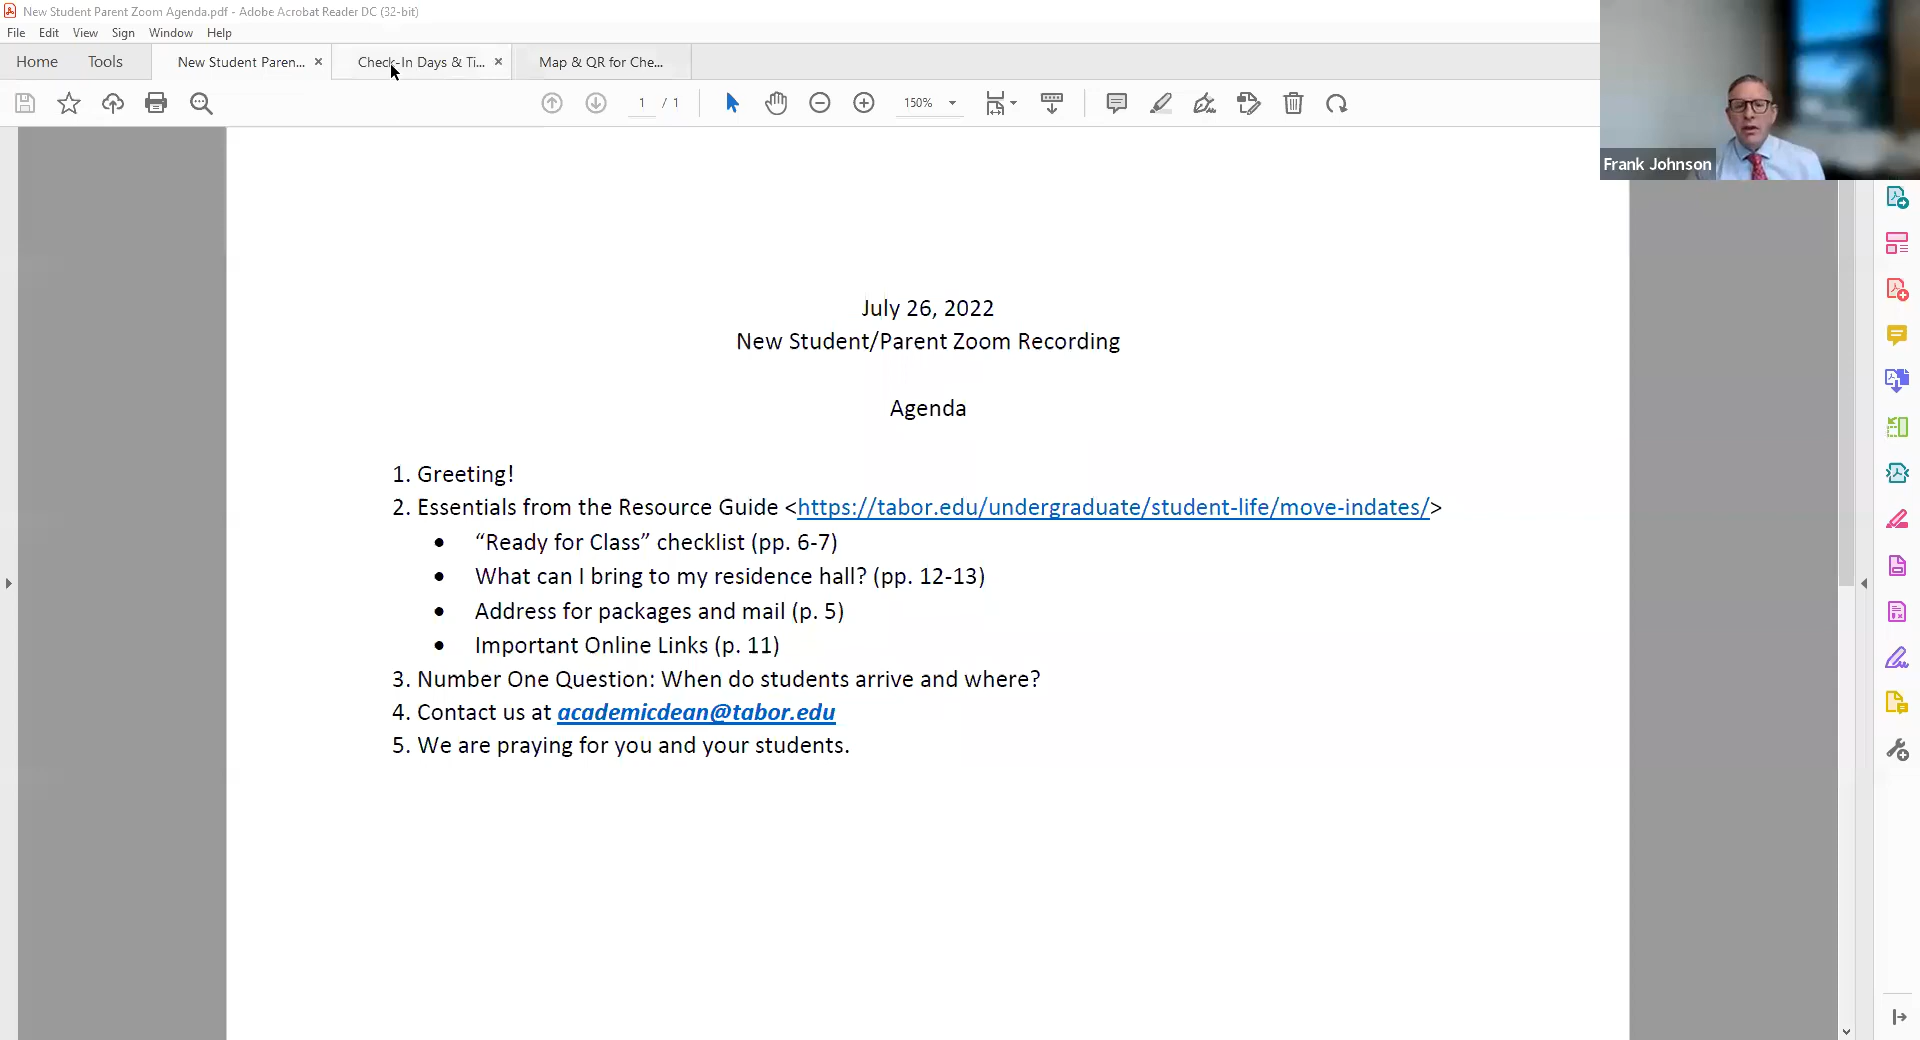 New Student Parent Zoom Agenda.pdf - Adobe Acrobat Reader DC (32-bit)
File Edit View Sign Window Help
Home Tools New Student Paren... × Check-In Days & Ti... × Map & QR for Che...
1 / 1 150%
Frank Johnson
July 26, 2022
New Student/Parent Zoom Recording
Agenda
1. Greeting!
2. Essentials from the Resource Guide <https://tabor.edu/undergraduate/student-life/move-indates/>
• “Ready for Class” checklist (pp. 6-7)
• What can I bring to my residence hall? (pp. 12-13)
• Address for packages and mail (p. 5)
• Important Online Links (p. 11)
3. Number One Question: When do students arrive and where?
4. Contact us at academicdean@tabor.edu
5. We are praying for you and your students.